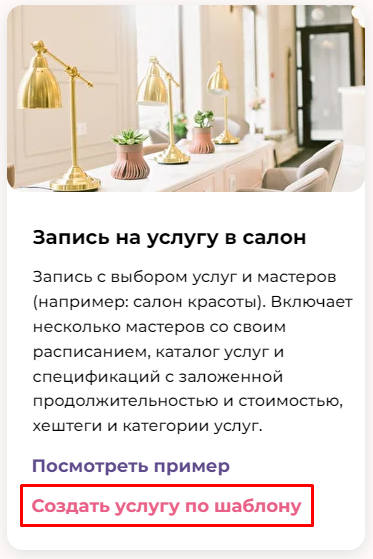 Запись на услугу в салон
Запись с выбором услуг и мастеров
(например: салон красоты). Включает
несколько мастеров со своим
расписанием, каталог услуг и
спецификаций с заложенной
продолжительностью и стоимостью,
хештеги и категории услуг.
Посмотреть пример
Создать услугу по шаблону